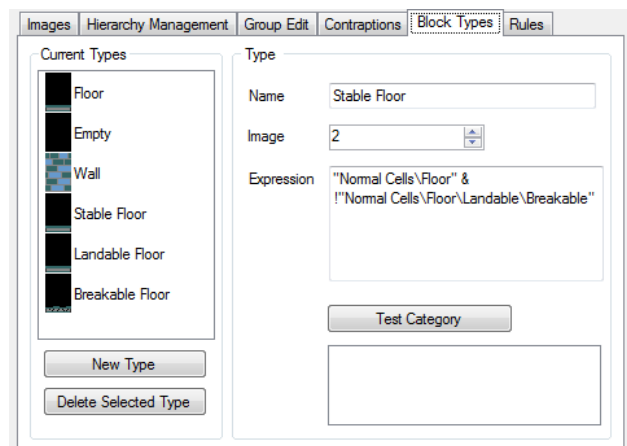 Images Hierarchy Management Group Edit Contraptions Block Types Rules
Current Types
Floor
Empty
Wall
Stable Floor
Landable Floor
Breakable Floor
New Type
Delete Selected Type
Type
Name Stable Floor
Image 2
Expression "Normal Cells\Floor" &
!"Normal Cells\Floor\Landable\Breakable"
Test Category